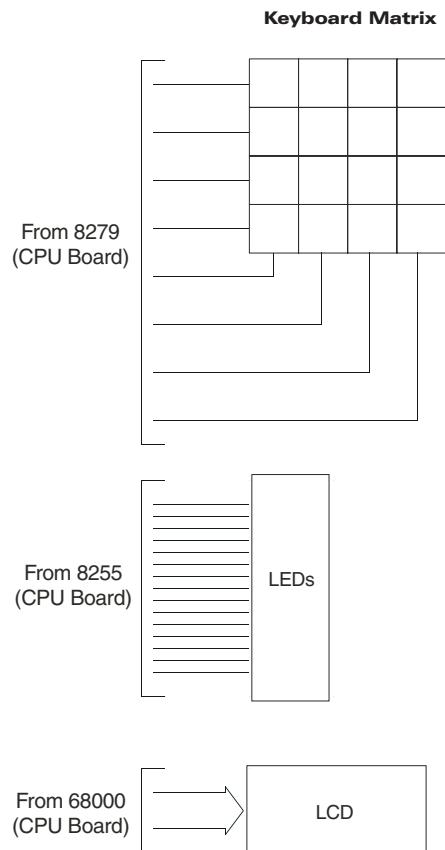 Keyboard Matrix
From 8279
(CPU Board)
From 8255
(CPU Board)
LEDs
From 68000
(CPU Board)
LCD